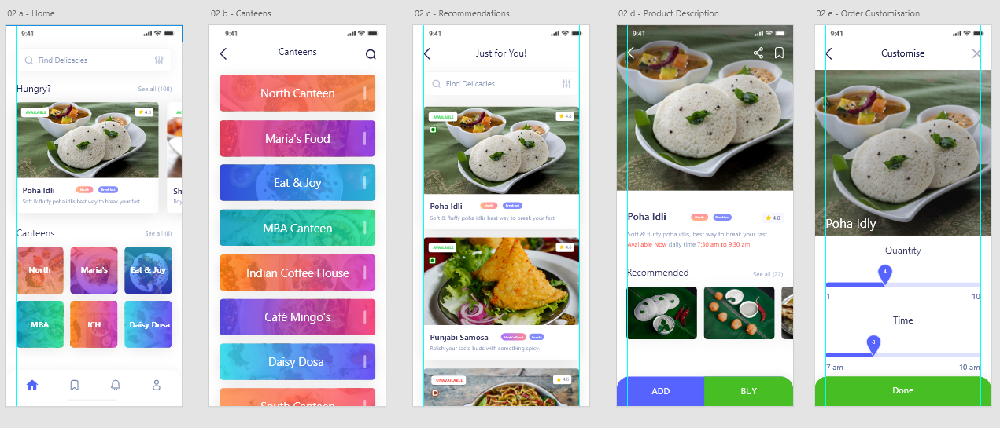 02 a - Home
9:41
Find Delicacies
Hungry?
See all (108)
AVAILABLE
4.8
Poha Idli
North
Breakfast
Soft & fluffy poha idlis best way to break your fast.
Canteens
See all (8)
North
Maria's
Eat & Joy
MBA
ICH
Daisy Dosa
02 b - Canteens
9:41
Canteens
North Canteen
Maria's Food
Eat & Joy
MBA Canteen
Indian Coffee House
Café Mingo's
Daisy Dosa
South Canteen
02 c - Recommendations
9:41
Just for You!
Find Delicacies
AVAILABLE
4.8
Poha Idli
North
Breakfast
Soft & fluffy poha idlis best way to break your fast.
AVAILABLE
4.6
Punjabi Samosa
Maria's Food
Snacks
Relish your taste buds with something spicy.
UNAVAILABLE
4.6
02 d - Product Description
9:41
Poha Idli
North
Breakfast
4.8
Soft & fluffy poha idlis, best way to break your fast.
Available Now daily time 7:30 am to 9:30 am
Recommended
See all (22)
ADD
BUY
02 e - Order Customisation
9:41
Customise
Poha Idly
Quantity
4
1
10
Time
8
7 am
10 am
Done